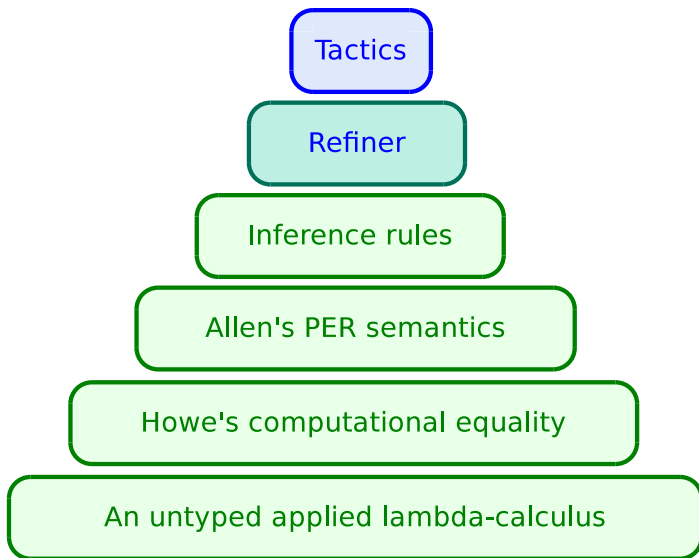 Tactics
Refiner
Inference rules
Allen's PER semantics
Howe's computational equality
An untyped applied lambda-calculus